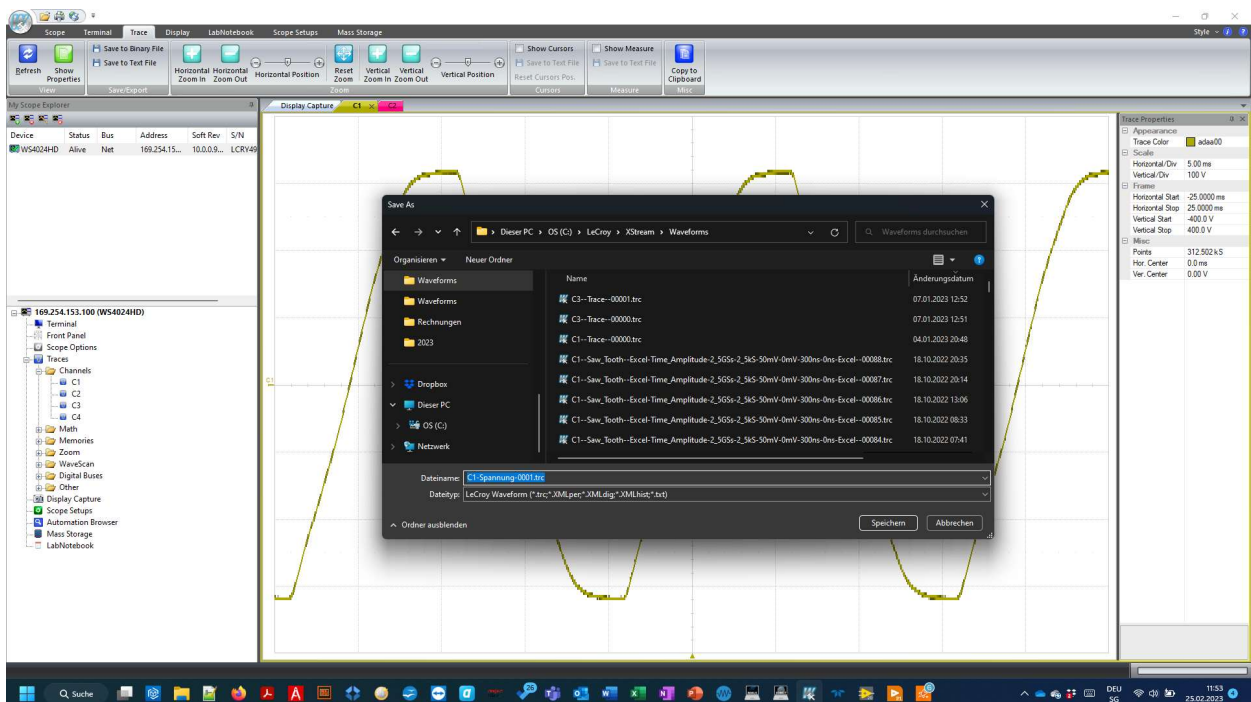 Scope Terminal Trace Display LabNotebook Scope Setups Mass Storage Style
Refresh
Show Properties
View
Save to Binary File
Save to Text File
Save/Export
Horizontal Zoom In
Horizontal Zoom Out
Horizontal Position
Reset Zoom
Vertical Zoom In
Vertical Zoom Out
Vertical Position
Zoom
Show Cursors
Save to Text File
Reset Cursors Pos.
Cursors
Show Measure
Save to Text File
Measure
Copy to Clipboard
Misc
My Scope Explorer
Device Status Bus Address Soft Rev S/N
WS4024HD Alive Net 169.254.15... 10.0.0.9... LCRY49
169.254.153.100 (WS4024HD)
Terminal
Front Panel
Scope Options
Traces
Channels
C1
C2
C3
C4
Math
Memories
Zoom
WaveScan
Digital Buses
Other
Display Capture
Scope Setups
Automation Browser
Mass Storage
LabNotebook
Display Capture C1 C2
C1
Save As
Dieser PC › OS (C:) › LeCroy › XStream › Waveforms
Waveforms durchsuchen
Organisieren Neuer Ordner
Waveforms
Waveforms
Rechnungen
2023
Dropbox
Dieser PC
OS (C:)
Netzwerk
Name Änderungsdatum
C3--Trace--00001.trc 07.01.2023 12:52
C3--Trace--00000.trc 07.01.2023 12:51
C1--Trace--00000.trc 04.01.2023 20:48
C1--Saw_Tooth--Excel-Time_Amplitude-2_5GSs-2_5kS-50mV-0mV-300ns-0ns-Excel--00088.trc 18.10.2022 20:35
C1--Saw_Tooth--Excel-Time_Amplitude-2_5GSs-2_5kS-50mV-0mV-300ns-0ns-Excel--00087.trc 18.10.2022 20:14
C1--Saw_Tooth--Excel-Time_Amplitude-2_5GSs-2_5kS-50mV-0mV-300ns-0ns-Excel--00086.trc 18.10.2022 13:06
C1--Saw_Tooth--Excel-Time_Amplitude-2_5GSs-2_5kS-50mV-0mV-300ns-0ns-Excel--00085.trc 18.10.2022 08:33
C1--Saw_Tooth--Excel-Time_Amplitude-2_5GSs-2_5kS-50mV-0mV-300ns-0ns-Excel--00084.trc 18.10.2022 07:41
Dateiname: C1-Spannung-0001.trc
Dateityp: LeCroy Waveform (*.trc;*.XMLper;*.XMLdig;*.XMLhist;*.txt)
Ordner ausblenden
Speichern Abbrechen
Trace Properties
Appearance
Trace Color adaa00
Scale
Horizontal/Div 5.00 ms
Vertical/Div 100 V
Frame
Horizontal Start -25.0000 ms
Horizontal Stop 25.0000 ms
Vertical Start -400.0 V
Vertical Stop 400.0 V
Misc
Points 312.502 kS
Hor. Center 0.0 ms
Ver. Center 0.00 V
Suche
DEU
SG
11:53
25.02.2023